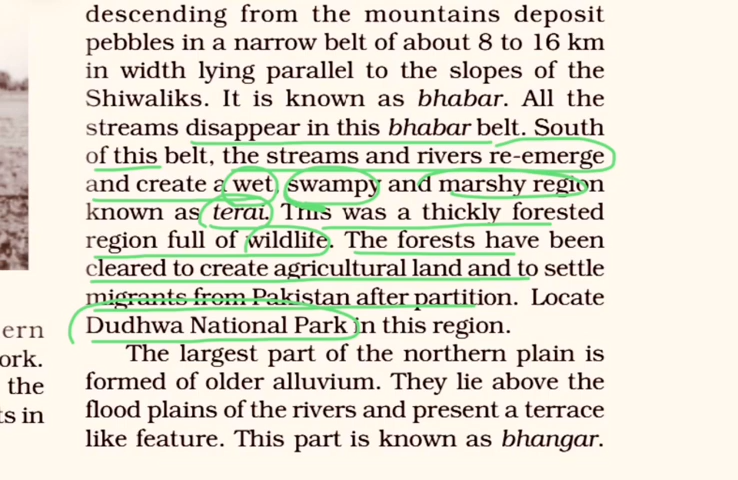 descending from the mountains deposit
pebbles in a narrow belt of about 8 to 16 km
in width lying parallel to the slopes of the
Shiwaliks. It is known as bhabar. All the
streams disappear in this bhabar belt. South
of this belt, the streams and rivers re-emerge
and create a wet, swampy and marshy region
known as terai. This was a thickly forested
region full of wildlife. The forests have been
cleared to create agricultural land and to settle
migrants from Pakistan after partition. Locate
Dudhwa National Park in this region.
The largest part of the northern plain is
formed of older alluvium. They lie above the
flood plains of the rivers and present a terrace
like feature. This part is known as bhangar.
ern
ork.
the
ts in